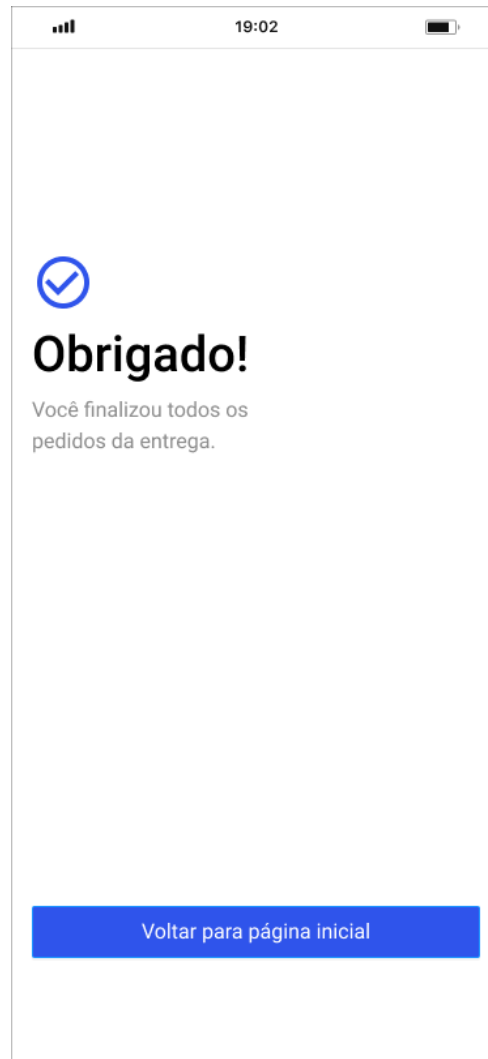 19:02
Obrigado!
Você finalizou todos os
pedidos da entrega.
Voltar para página inicial